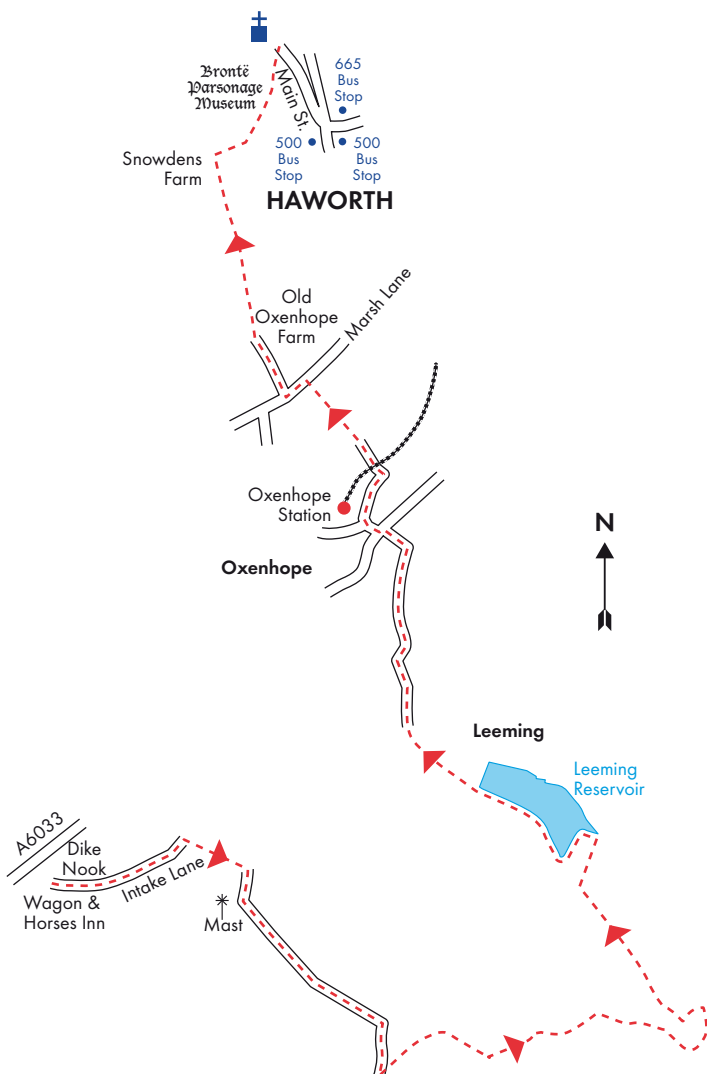 Brontë
Parsonage
Museum
Main St.
665
Bus
Stop
500
Bus
Stop
500
Bus
Stop
Snowdens
Farm
HAWORTH
Old
Oxenhope
Farm
Marsh Lane
Oxenhope
Station
Oxenhope
N
Leeming
Leeming
Reservoir
A6033
Dike
Nook
Intake Lane
Wagon &
Horses Inn
Mast